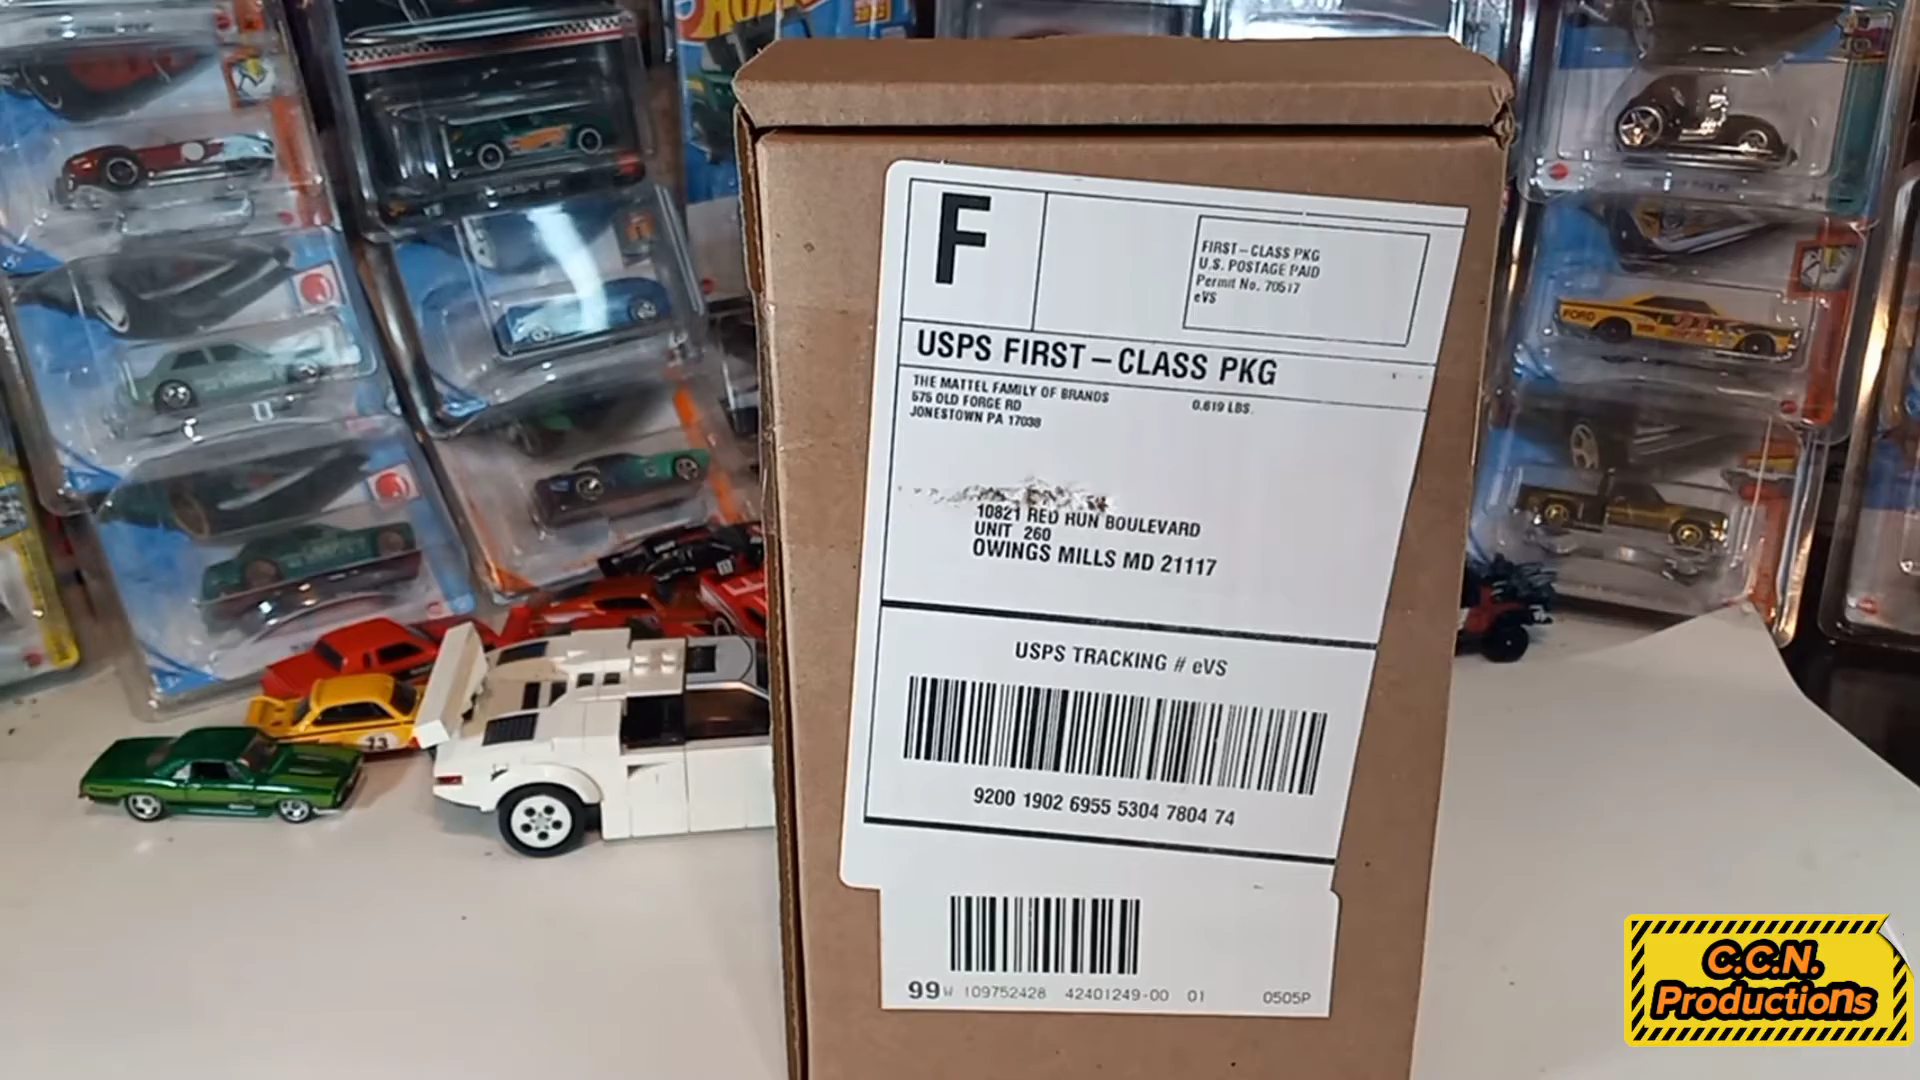 F
FIRST–CLASS PKG
U.S. POSTAGE PAID
Permit No. 70517
eVS
USPS FIRST–CLASS PKG
THE MATTEL FAMILY OF BRANDS
575 OLD FORGE RD
JONESTOWN PA 17038
0.619 LBS.
10821 RED RUN BOULEVARD
UNIT 260
OWINGS MILLS MD 21117
USPS TRACKING # eVS
9200 1902 6955 5304 7804 74
99W 109752428 42401249-00 01 0505P
FORD
C.C.N.
Productions